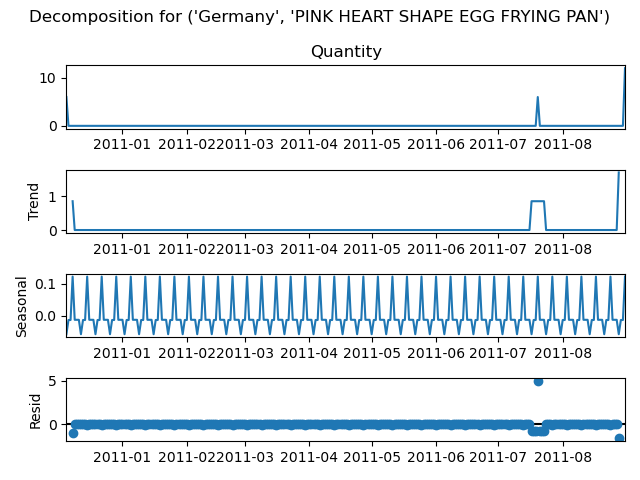 Decomposition for ('Germany', 'PINK HEART SHAPE EGG FRYING PAN')
Quantity
10
0
2011-01 2011-02 2011-03 2011-04 2011-05 2011-06 2011-07 2011-08
Trend
1
0
2011-01 2011-02 2011-03 2011-04 2011-05 2011-06 2011-07 2011-08
Seasonal
0.1
0.0
2011-01 2011-02 2011-03 2011-04 2011-05 2011-06 2011-07 2011-08
Resid
5
0
2011-01 2011-02 2011-03 2011-04 2011-05 2011-06 2011-07 2011-08